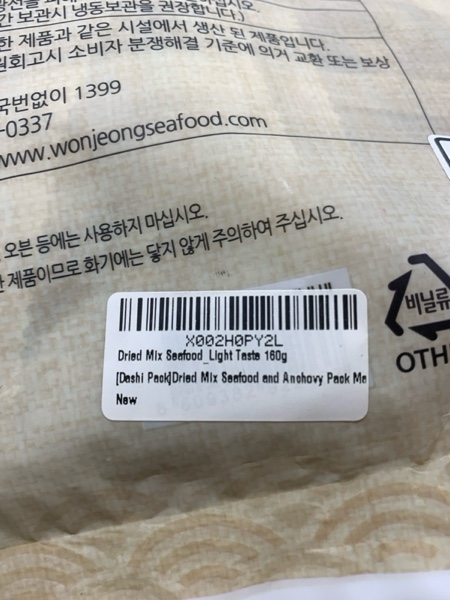 간 보관시 냉동보관을 권장합니다.)
한 제품과 같은 시설에서 생산 된 제품입니다.
원회고시 소비자 분쟁해결 기준에 의거 교환 또는 보상
국번없이 1399
-0337
www.wonjeongseafood.com
오븐 등에는 사용하지 마십시오.
한 제품이므로 화기에는 닿지 않게 주의하여 주십시오.
비닐류
OTHE
X002H0PY2L
Dried Mix Seafood_Light Taste 160g
[Dashi Pack]Dried Mix Seafood and Anchovy Pack Ma
New